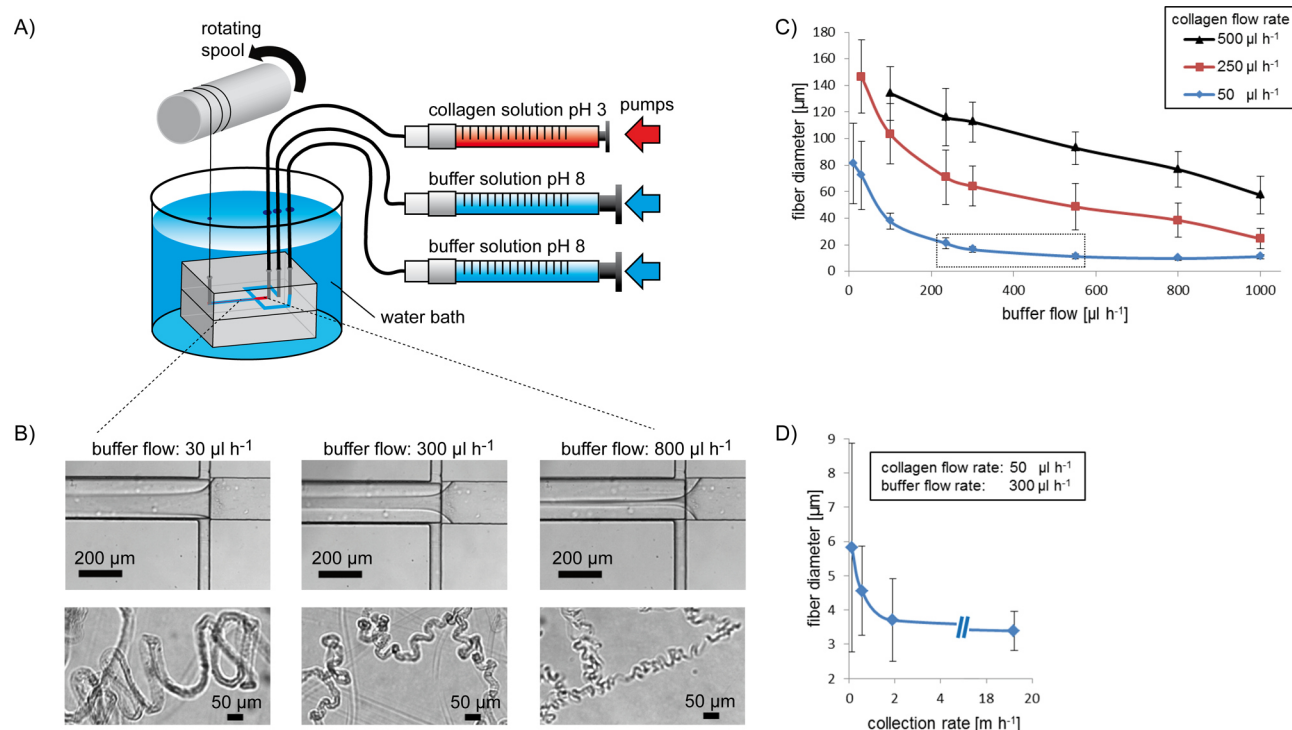 A)
rotating
spool
collagen solution pH 3
pumps
buffer solution pH 8
buffer solution pH 8
water bath
B)
buffer flow: 30 µl h-1
buffer flow: 300 µl h-1
buffer flow: 800 µl h-1
200 µm
200 µm
200 µm
50 µm
50 µm
50 µm
C)
collagen flow rate
500 µl h-1
250 µl h-1
50 µl h-1
fiber diameter [µm]
180
160
140
120
100
80
60
40
20
0
0
200
400
600
800
1000
buffer flow [µl h-1]
D)
collagen flow rate: 50 µl h-1
buffer flow rate: 300 µl h-1
fiber diameter [µm]
9
8
7
6
5
4
3
2
1
0
2
4
18
20
collection rate [m h-1]